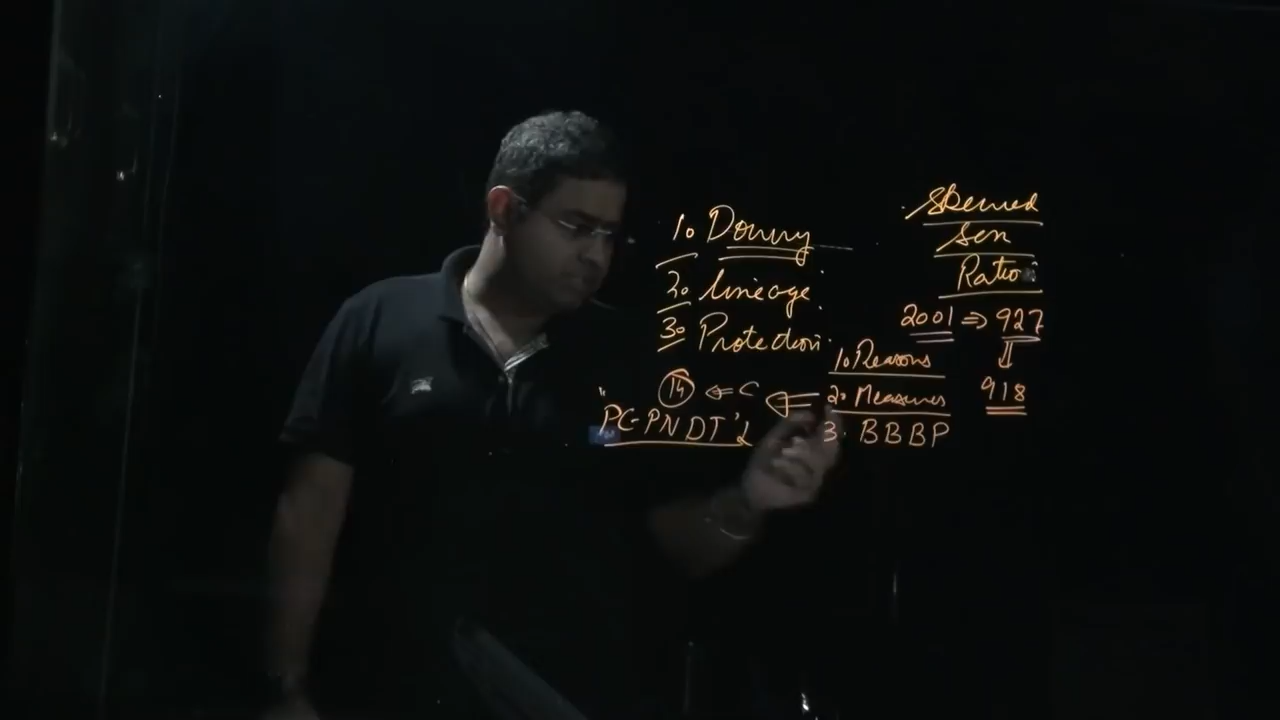 Skewed
Sex
Ratio
2001 ⇒ 927
⇓
918
1. Reasons
2. Measures
3. BBBP
1. Dowry
2. lineage
3. Protection
14 ⇐ C ⇐
"PC-PNDT"